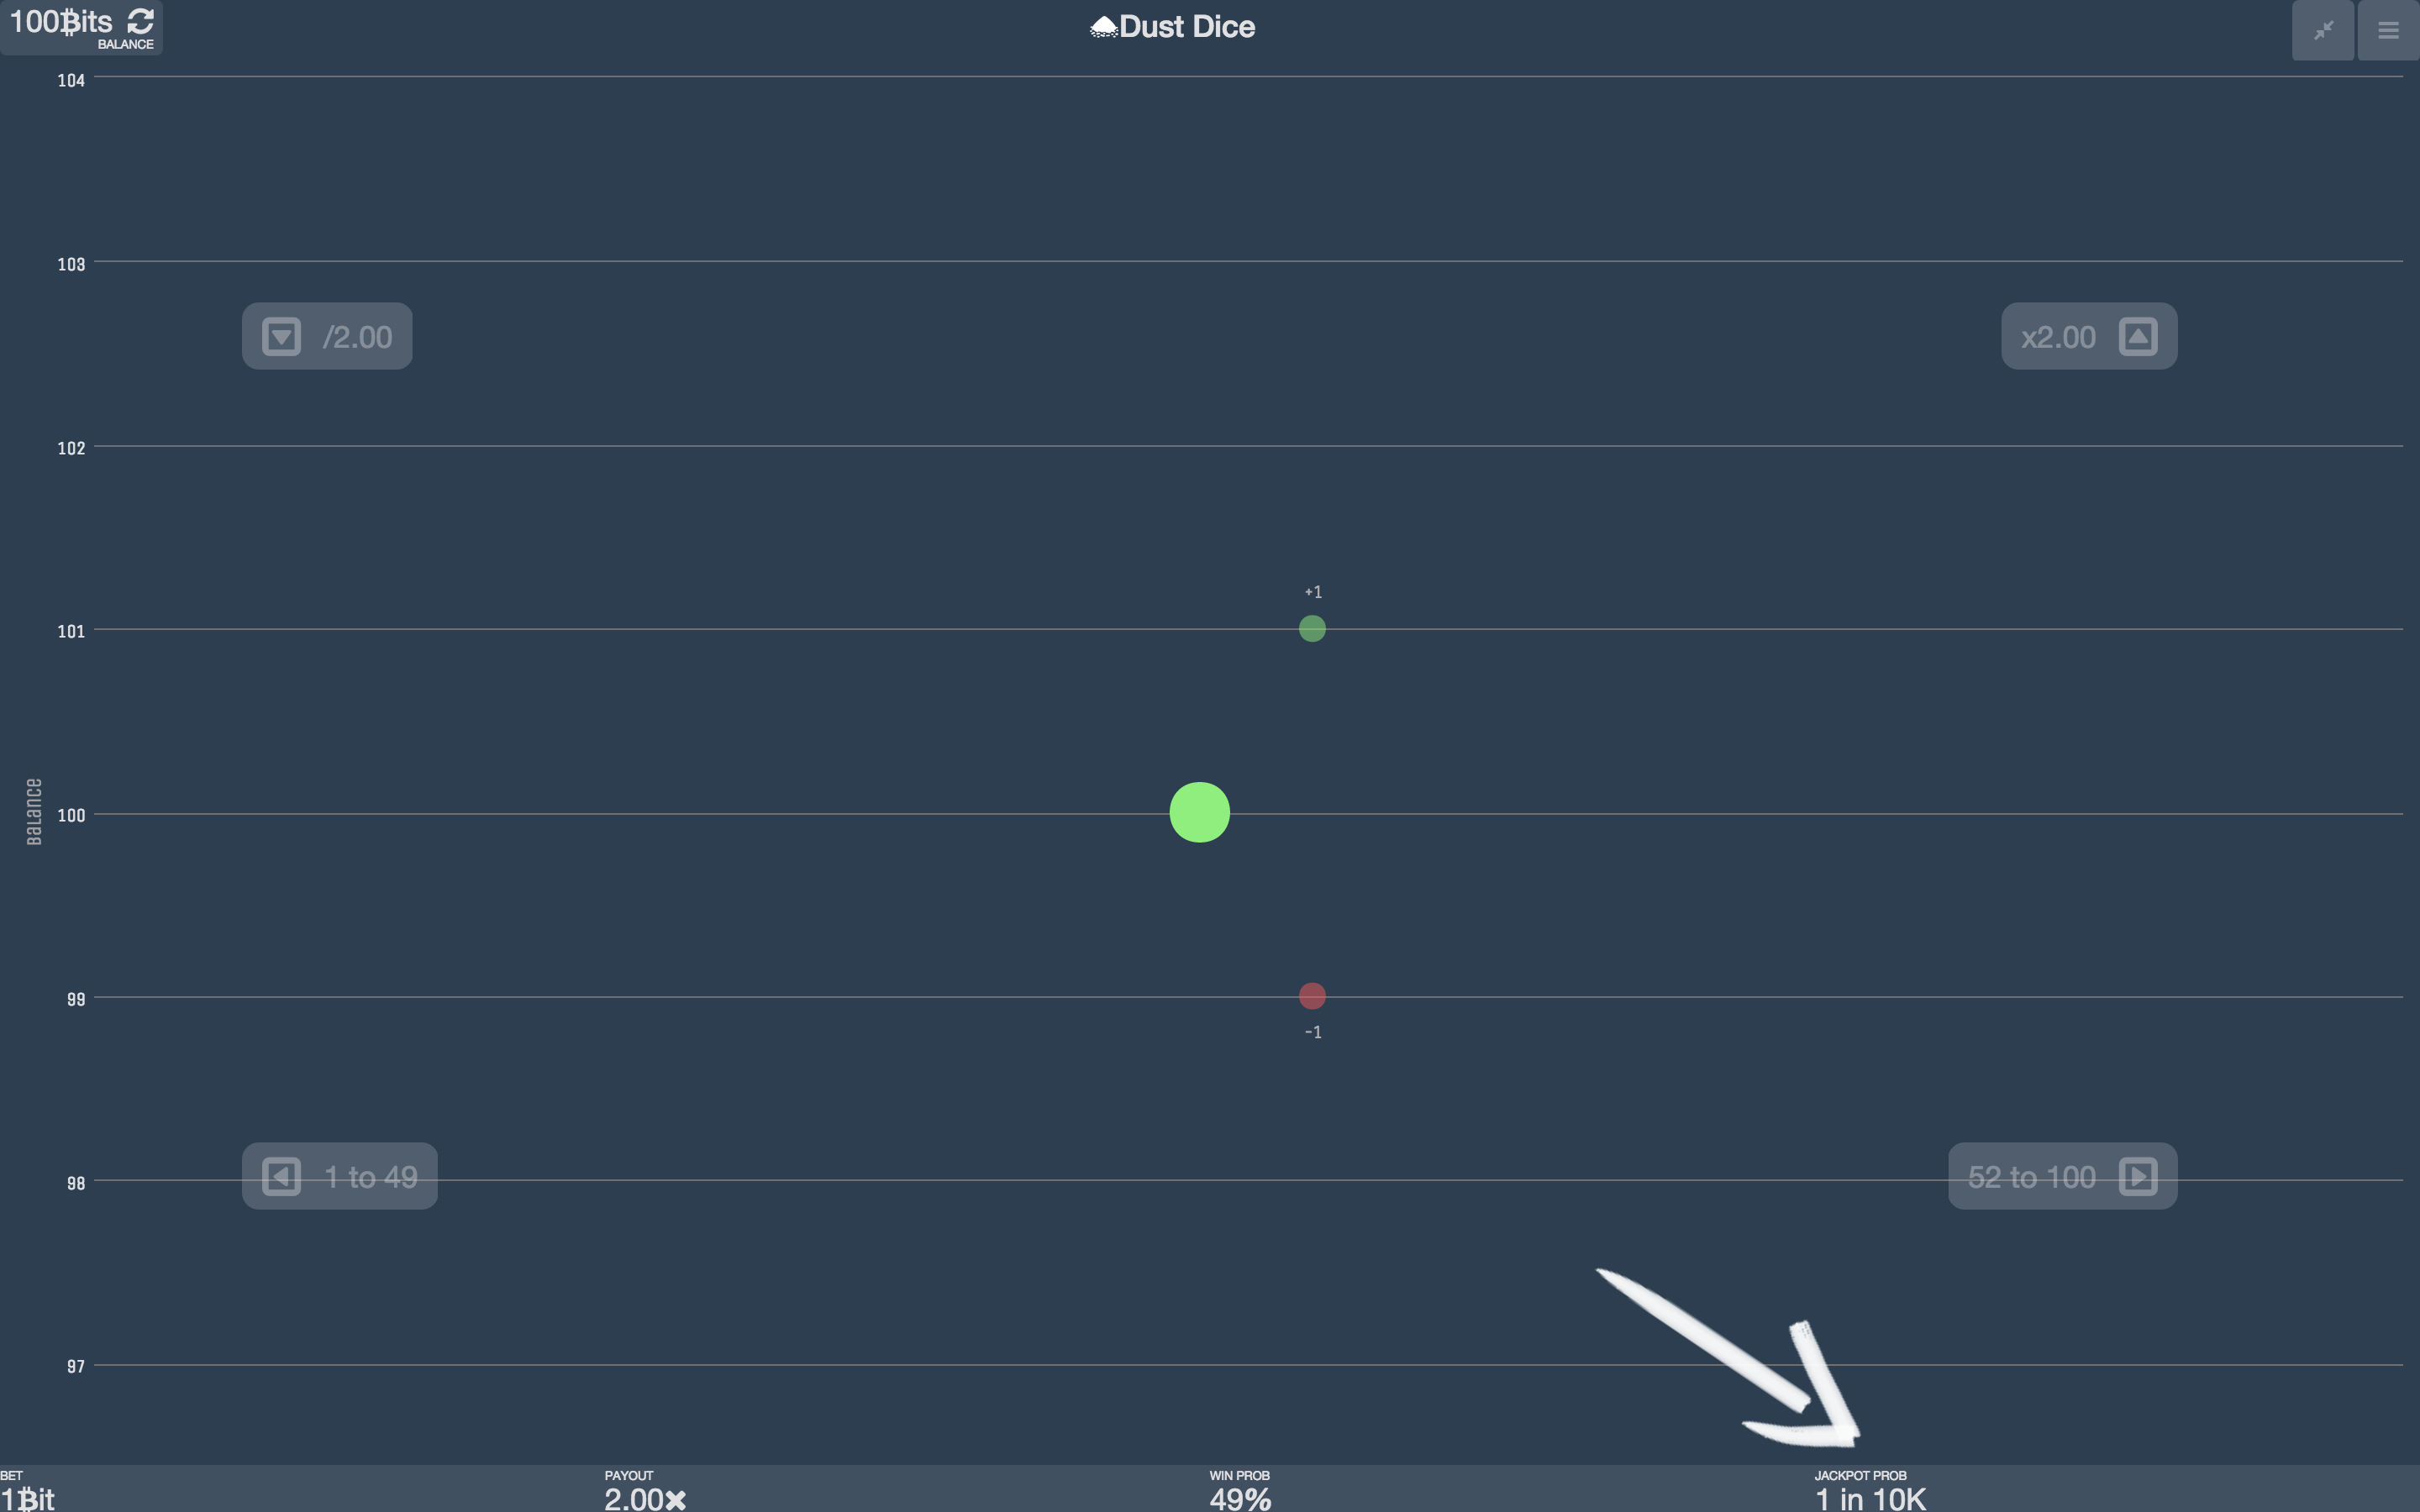 100Ƀits
BALANCE
Dust Dice
104
103
/2.00
x2.00
102
+1
101
Balance
100
99
-1
1 to 49
52 to 100
98
97
BET
1Ƀit
PAYOUT
2.00✖
WIN PROB
49%
JACKPOT PROB
1 in 10K